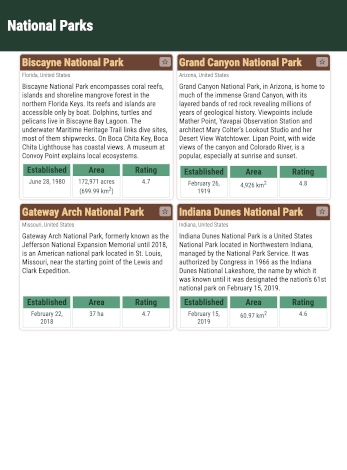 National Parks
Biscayne National Park
Florida, United States
Biscayne National Park encompasses coral reefs,
islands and shoreline mangrove forest in the
northern Florida Keys. Its reefs and islands are
accessible only by boat. Dolphins, turtles and
pelicans live in Biscayne Bay Lagoon. The
underwater Maritime Heritage Trail links dive sites,
most of them shipwrecks. On Boca Chita Key, Boca
Chita Lighthouse has coastal views. A museum at
Convoy Point explains local ecosystems.
Established Area Rating
June 28, 1980 172,971 acres 4.7
(699.99 km²)
Grand Canyon National Park
Arizona, United States
Grand Canyon National Park, in Arizona, is home to
much of the immense Grand Canyon, with its
layered bands of red rock revealing millions of
years of geological history. Viewpoints include
Mather Point, Yavapai Observation Station and
architect Mary Colter's Lookout Studio and her
Desert View Watchtower. Lipan Point, with wide
views of the canyon and Colorado River, is a
popular, especially at sunrise and sunset.
Established Area Rating
February 26, 4,926 km² 4.8
1919
Gateway Arch National Park
Missouri, United States
Gateway Arch National Park, formerly known as the
Jefferson National Expansion Memorial until 2018,
is an American national park located in St. Louis,
Missouri, near the starting point of the Lewis and
Clark Expedition.
Established Area Rating
February 22, 37 ha 4.7
2018
Indiana Dunes National Park
Indiana, United States
Indiana Dunes National Park is a United States
National Park located in Northwestern Indiana,
managed by the National Park Service. It was
authorized by Congress in 1966 as the Indiana
Dunes National Lakeshore, the name by which it
was known until it was designated the nation's 61st
national park on February 15, 2019.
Established Area Rating
February 15, 60.97 km² 4.6
2019